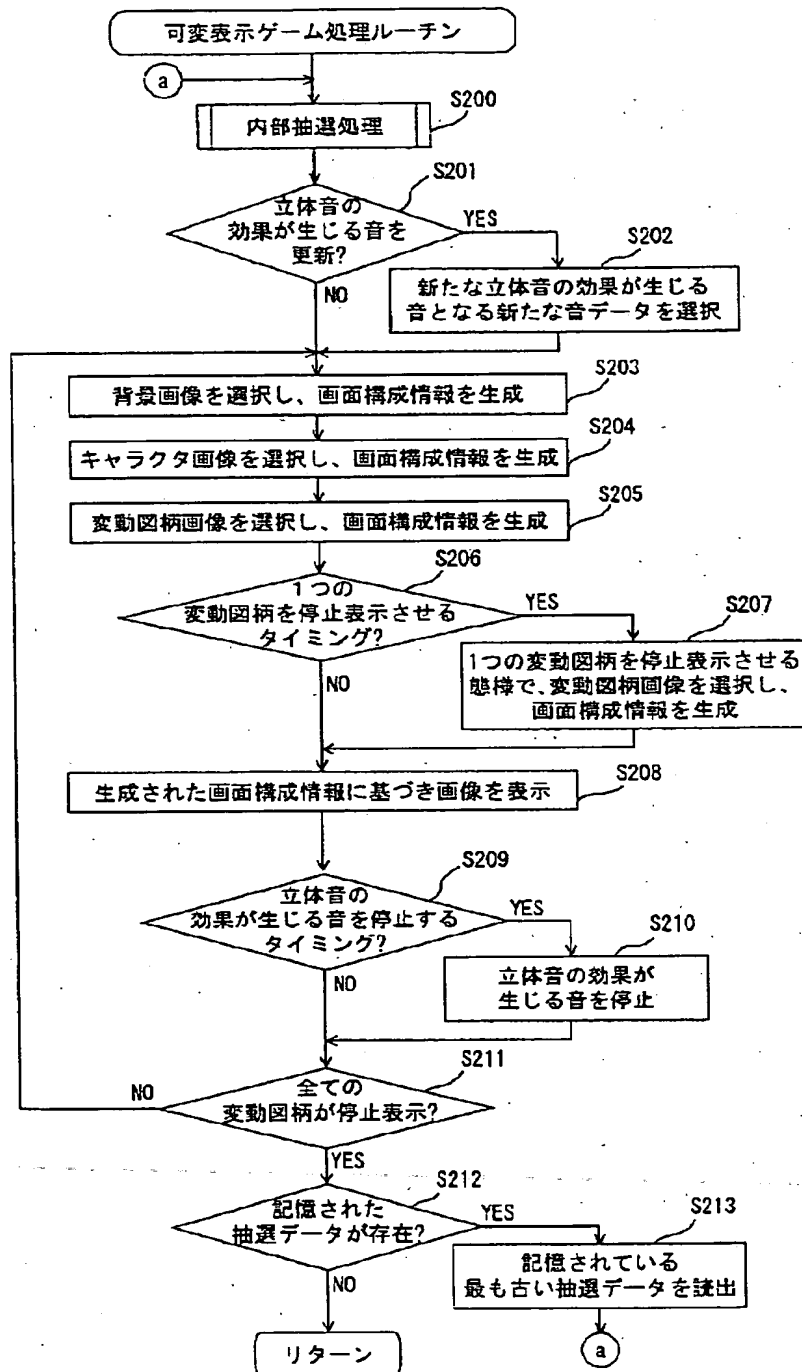 可変表示ゲーム処理ルーチン
a
S200
内部抽選処理
S201
立体音の
効果が生じる音を
更新?
YES
NO
S202
新たな立体音の効果が生じる
音となる新たな音データを選択
S203
背景画像を選択し、画面構成情報を生成
S204
キャラクタ画像を選択し、画面構成情報を生成
S205
変動図柄画像を選択し、画面構成情報を生成
S206
1つの
変動図柄を停止表示させる
タイミング?
YES
NO
S207
1つの変動図柄を停止表示させる
態様で、変動図柄画像を選択し、
画面構成情報を生成
S208
生成された画面構成情報に基づき画像を表示
S209
立体音の
効果が生じる音を停止する
タイミング?
YES
NO
S210
立体音の効果が
生じる音を停止
S211
全ての
変動図柄が停止表示?
NO
YES
S212
記憶された
抽選データが存在?
YES
NO
S213
記憶されている
最も古い抽選データを読出
リターン
a